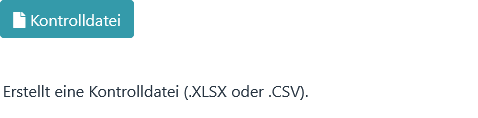 Kontrolldatei
Erstellt eine Kontrolldatei (.XLSX oder .CSV).